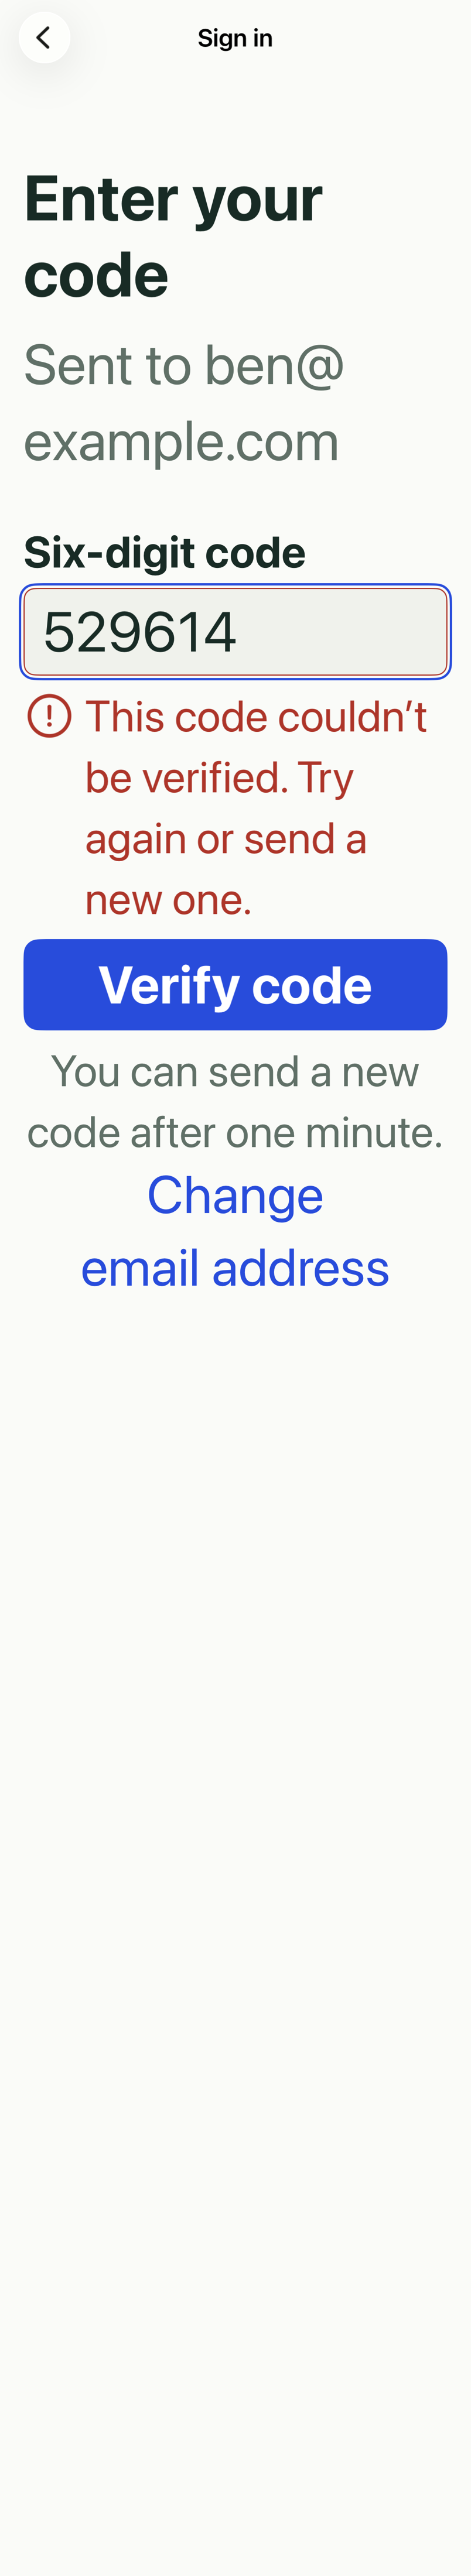 Sign in
Enter your
code
Sent to ben@
example.com
Six-digit code
529614
This code couldn’t
be verified. Try
again or send a
new one.
Verify code
You can send a new
code after one minute.
Change
email address